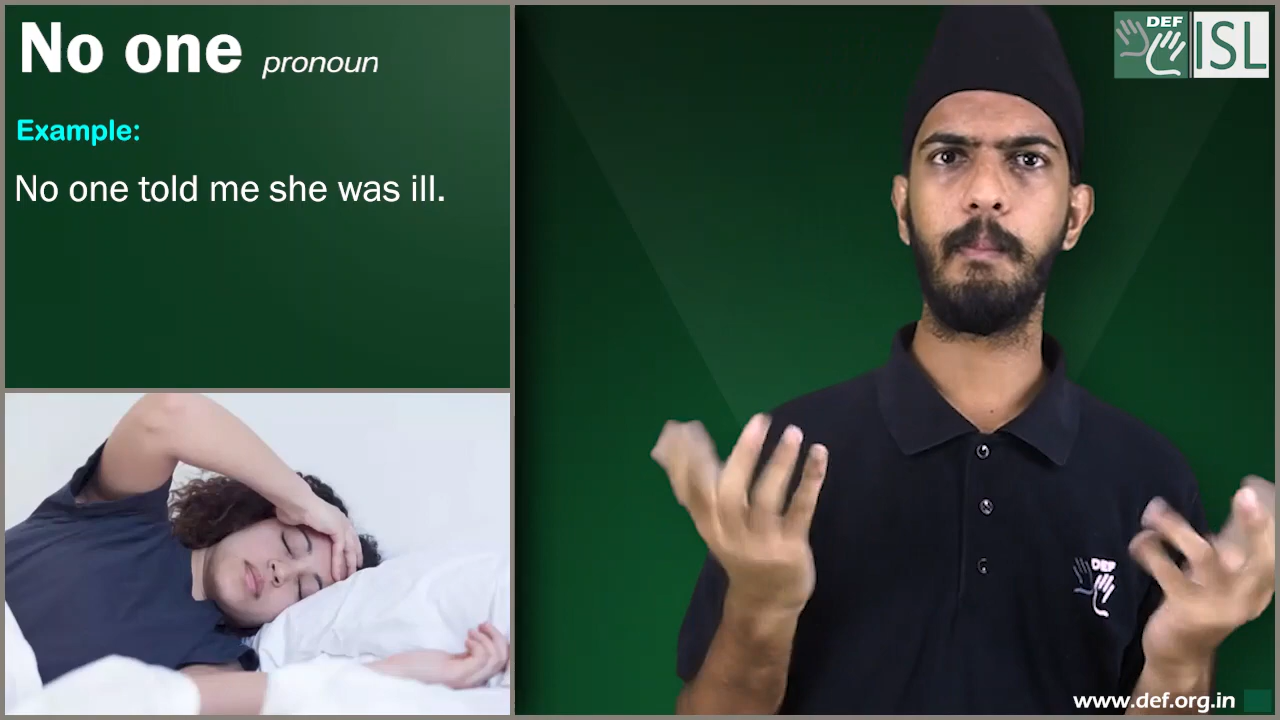 No one pronoun
Example:
No one told me she was ill.
DEF
ISL
DEF
www.def.org.in